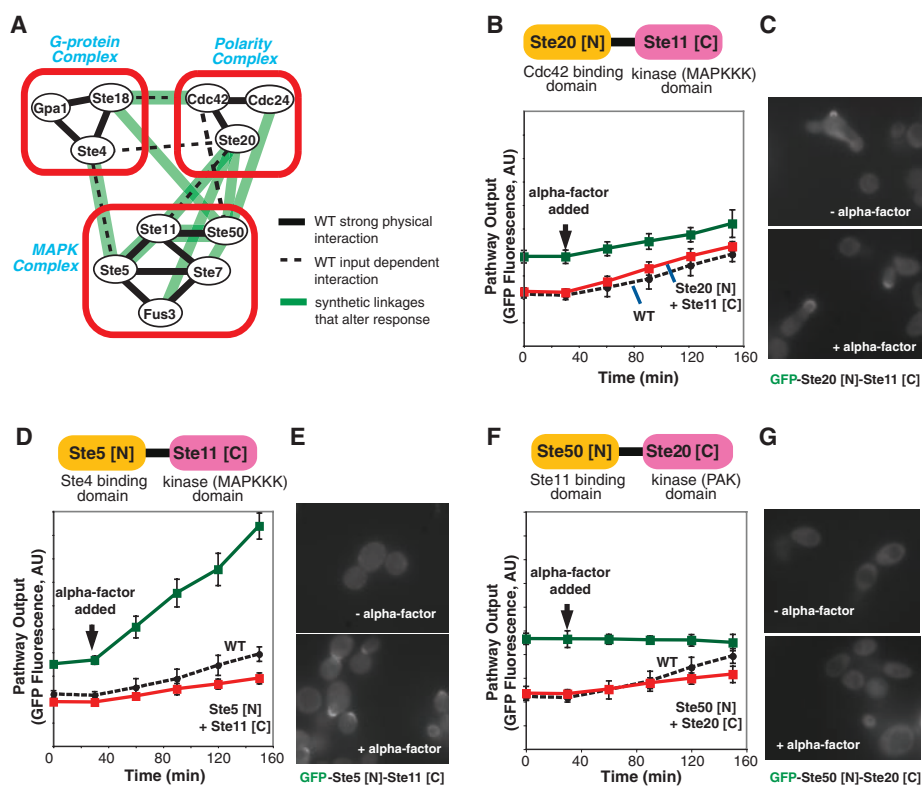 A
G-protein
Complex
Polarity
Complex
Gpa1
Ste18
Cdc42
Cdc24
Ste4
Ste20
Ste11
Ste50
MAPK
Complex
Ste5
Ste7
Fus3
WT strong physical
interaction
WT input dependent
interaction
synthetic linkages
that alter response
B
Ste20 [N]
Ste11 [C]
Cdc42 binding
domain
kinase (MAPKKK)
domain
Pathway Output
(GFP Fluorescence, AU)
alpha-factor
added
WT
Ste20 [N]
+ Ste11 [C]
0
40
80
120
160
Time (min)
C
- alpha-factor
+ alpha-factor
GFP-Ste20 [N]-Ste11 [C]
D
Ste5 [N]
Ste11 [C]
Ste4 binding
domain
kinase (MAPKKK)
domain
Pathway Output
(GFP Fluorescence, AU)
alpha-factor
added
WT
Ste5 [N]
+ Ste11 [C]
0
40
80
120
160
Time (min)
E
- alpha-factor
+ alpha-factor
GFP-Ste5 [N]-Ste11 [C]
F
Ste50 [N]
Ste20 [C]
Ste11 binding
domain
kinase (PAK)
domain
Pathway Output
(GFP Fluorescence, AU)
alpha-factor
added
WT
Ste50 [N]
+ Ste20 [C]
0
40
80
120
160
Time (min)
G
- alpha-factor
+ alpha-factor
GFP-Ste50 [N]-Ste20 [C]